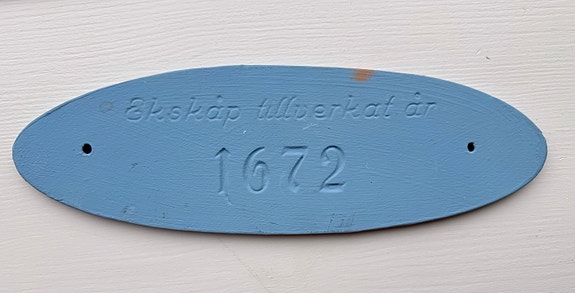 Ekskåp tillverkat år
1672